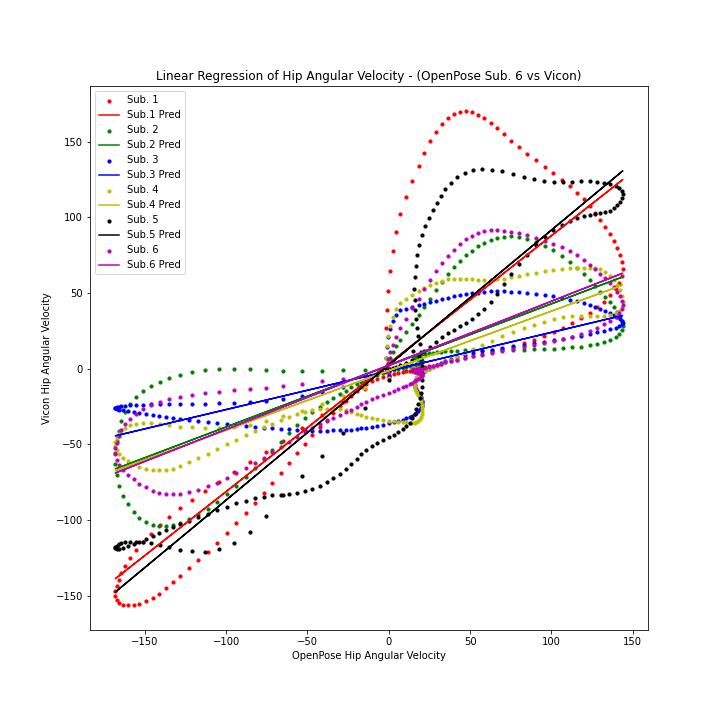 Linear Regression of Hip Angular Velocity - (OpenPose Sub. 6 vs Vicon)
Sub. 1
Sub.1 Pred
Sub. 2
Sub.2 Pred
Sub. 3
Sub.3 Pred
Sub. 4
Sub.4 Pred
Sub. 5
Sub.5 Pred
Sub. 6
Sub.6 Pred
150
100
50
0
−50
−100
−150
Vicon Hip Angular Velocity
−150 −100 −50 0 50 100 150
OpenPose Hip Angular Velocity